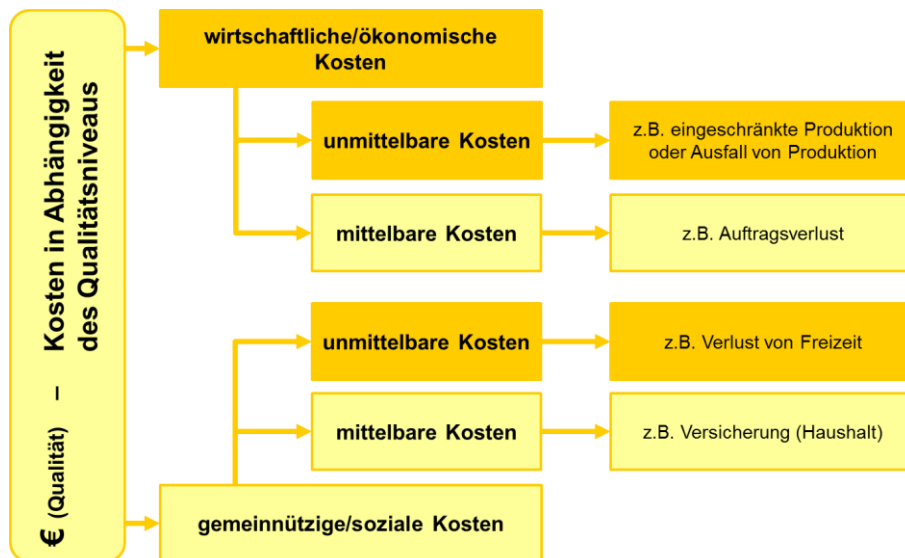 € (Qualität) – Kosten in Abhängigkeit
des Qualitätsniveaus
wirtschaftliche/ökonomische
Kosten
unmittelbare Kosten
z.B. eingeschränkte Produktion
oder Ausfall von Produktion
mittelbare Kosten
z.B. Auftragsverlust
unmittelbare Kosten
z.B. Verlust von Freizeit
mittelbare Kosten
z.B. Versicherung (Haushalt)
gemeinnützige/soziale Kosten